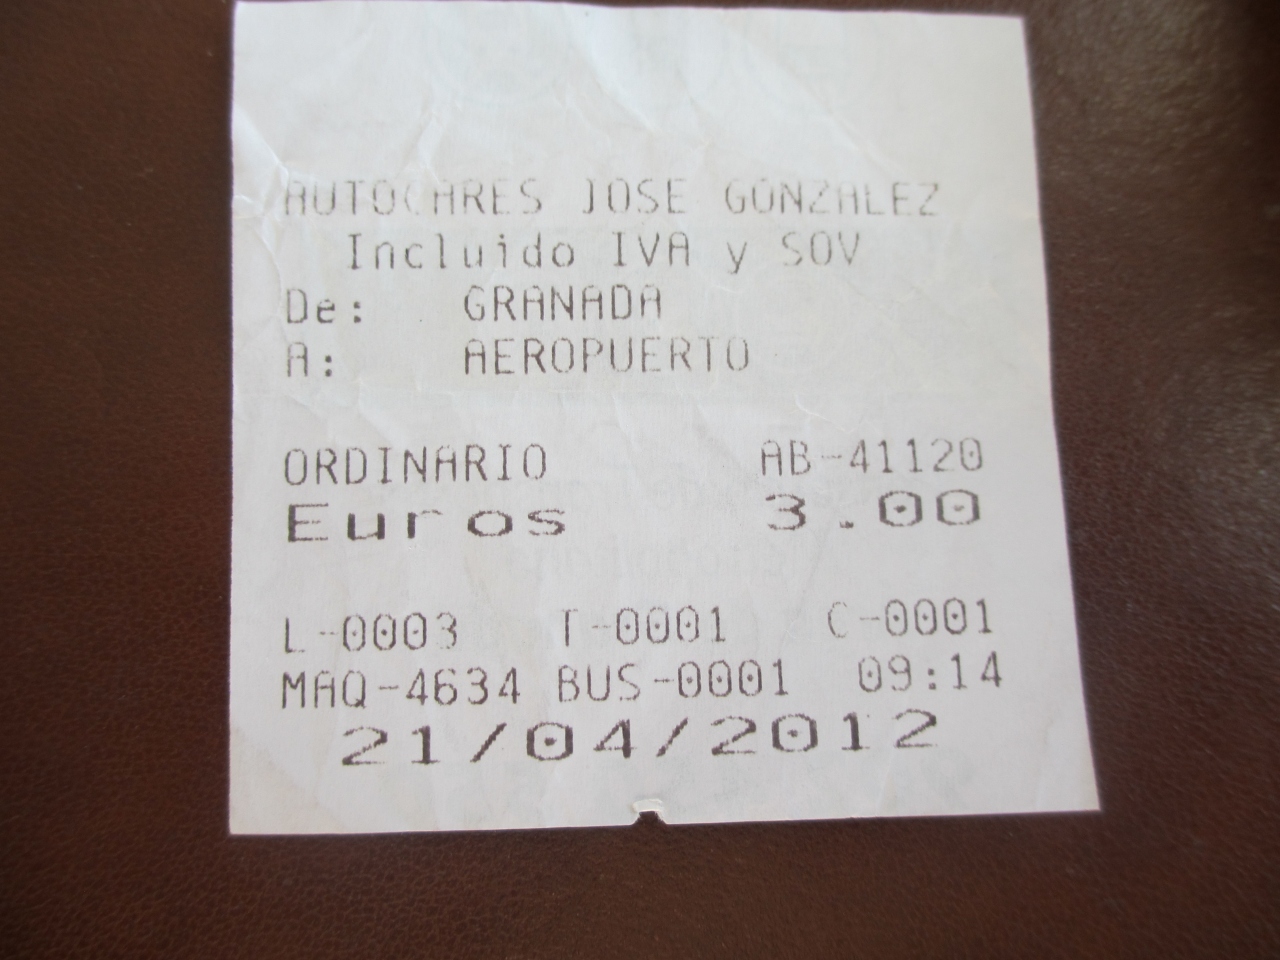 AUTOCARES JOSE GONZALEZ
Incluido IVA y SOV
De: GRANADA
A: AEROPUERTO
ORDINARIO AB-41120
Euros 3.00
L-0003 T-0001 C-0001
MAQ-4634 BUS-0001 09:14
21/04/2012